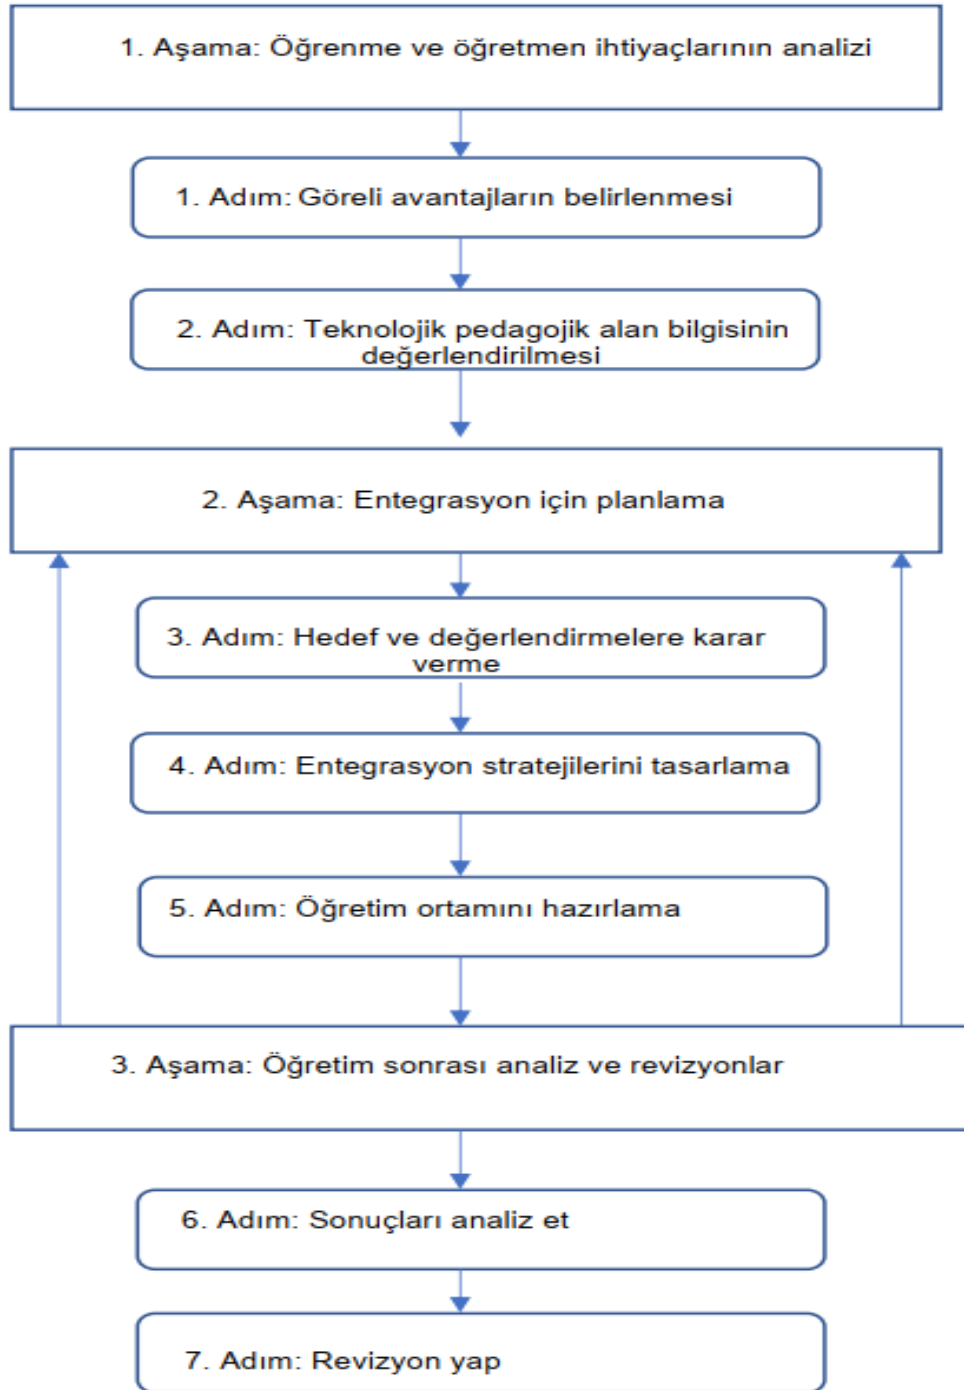 1. Aşama: Öğrenme ve öğretmen ihtiyaçlarının analizi
1. Adım: Göreli avantajların belirlenmesi
2. Adım: Teknolojik pedagojik alan bilgisinin
değerlendirilmesi
2. Aşama: Entegrasyon için planlama
3. Adım: Hedef ve değerlendirmelere karar
verme
4. Adım: Entegrasyon stratejilerini tasarlama
5. Adım: Öğretim ortamını hazırlama
3. Aşama: Öğretim sonrası analiz ve revizyonlar
6. Adım: Sonuçları analiz et
7. Adım: Revizyon yap